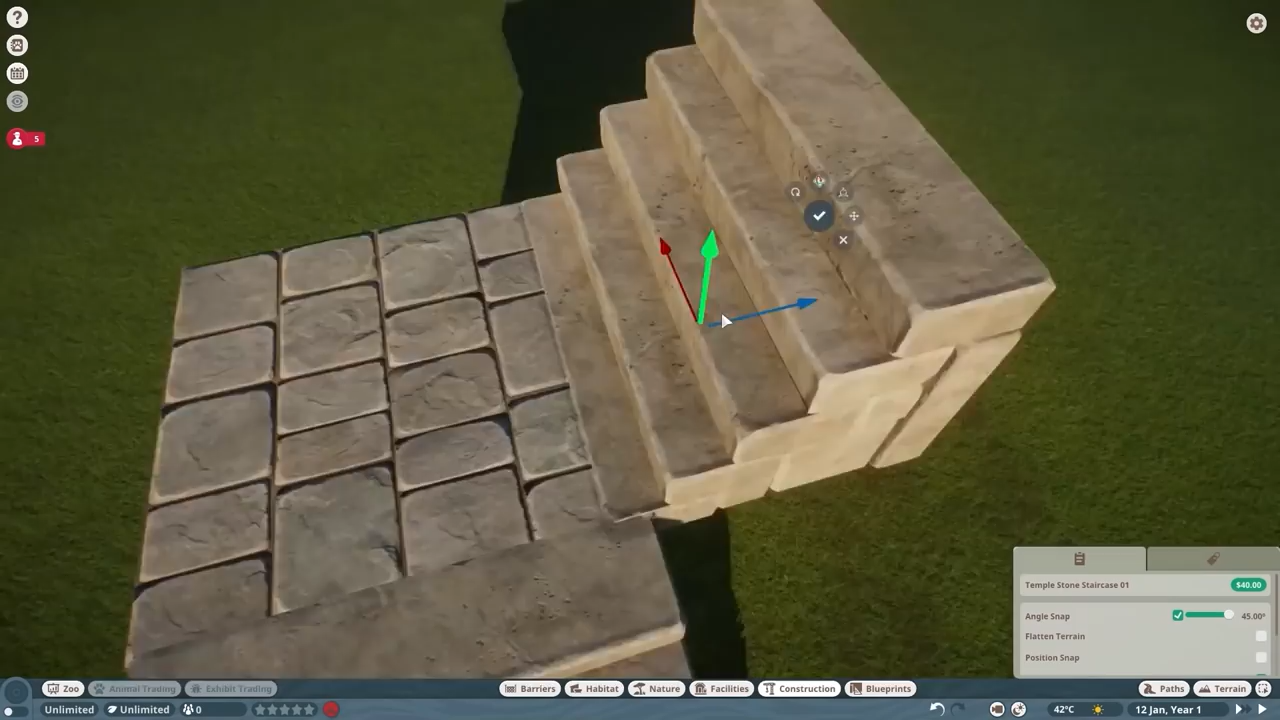 ?
5
Temple Stone Staircase 01 $40.00
Angle Snap 45.00°
Flatten Terrain
Position Snap
Zoo Animal Trading Exhibit Trading Barriers Habitat Nature Facilities Construction Blueprints Paths Terrain
Unlimited Unlimited 0 42°C 12 Jan, Year 1